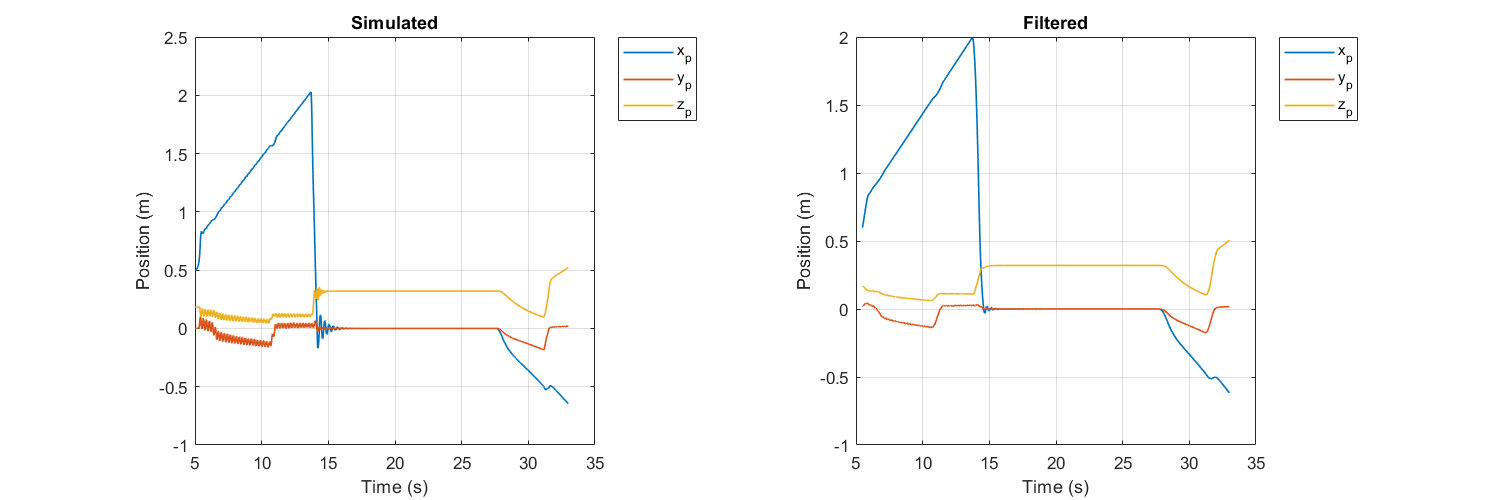 Simulated
2.5
2
1.5
1
0.5
0
-0.5
-1
Position (m)
5 10 15 20 25 30 35
Time (s)
x_p
y_p
z_p
Filtered
2
1.5
1
0.5
0
-0.5
-1
Position (m)
5 10 15 20 25 30 35
Time (s)
x_p
y_p
z_p